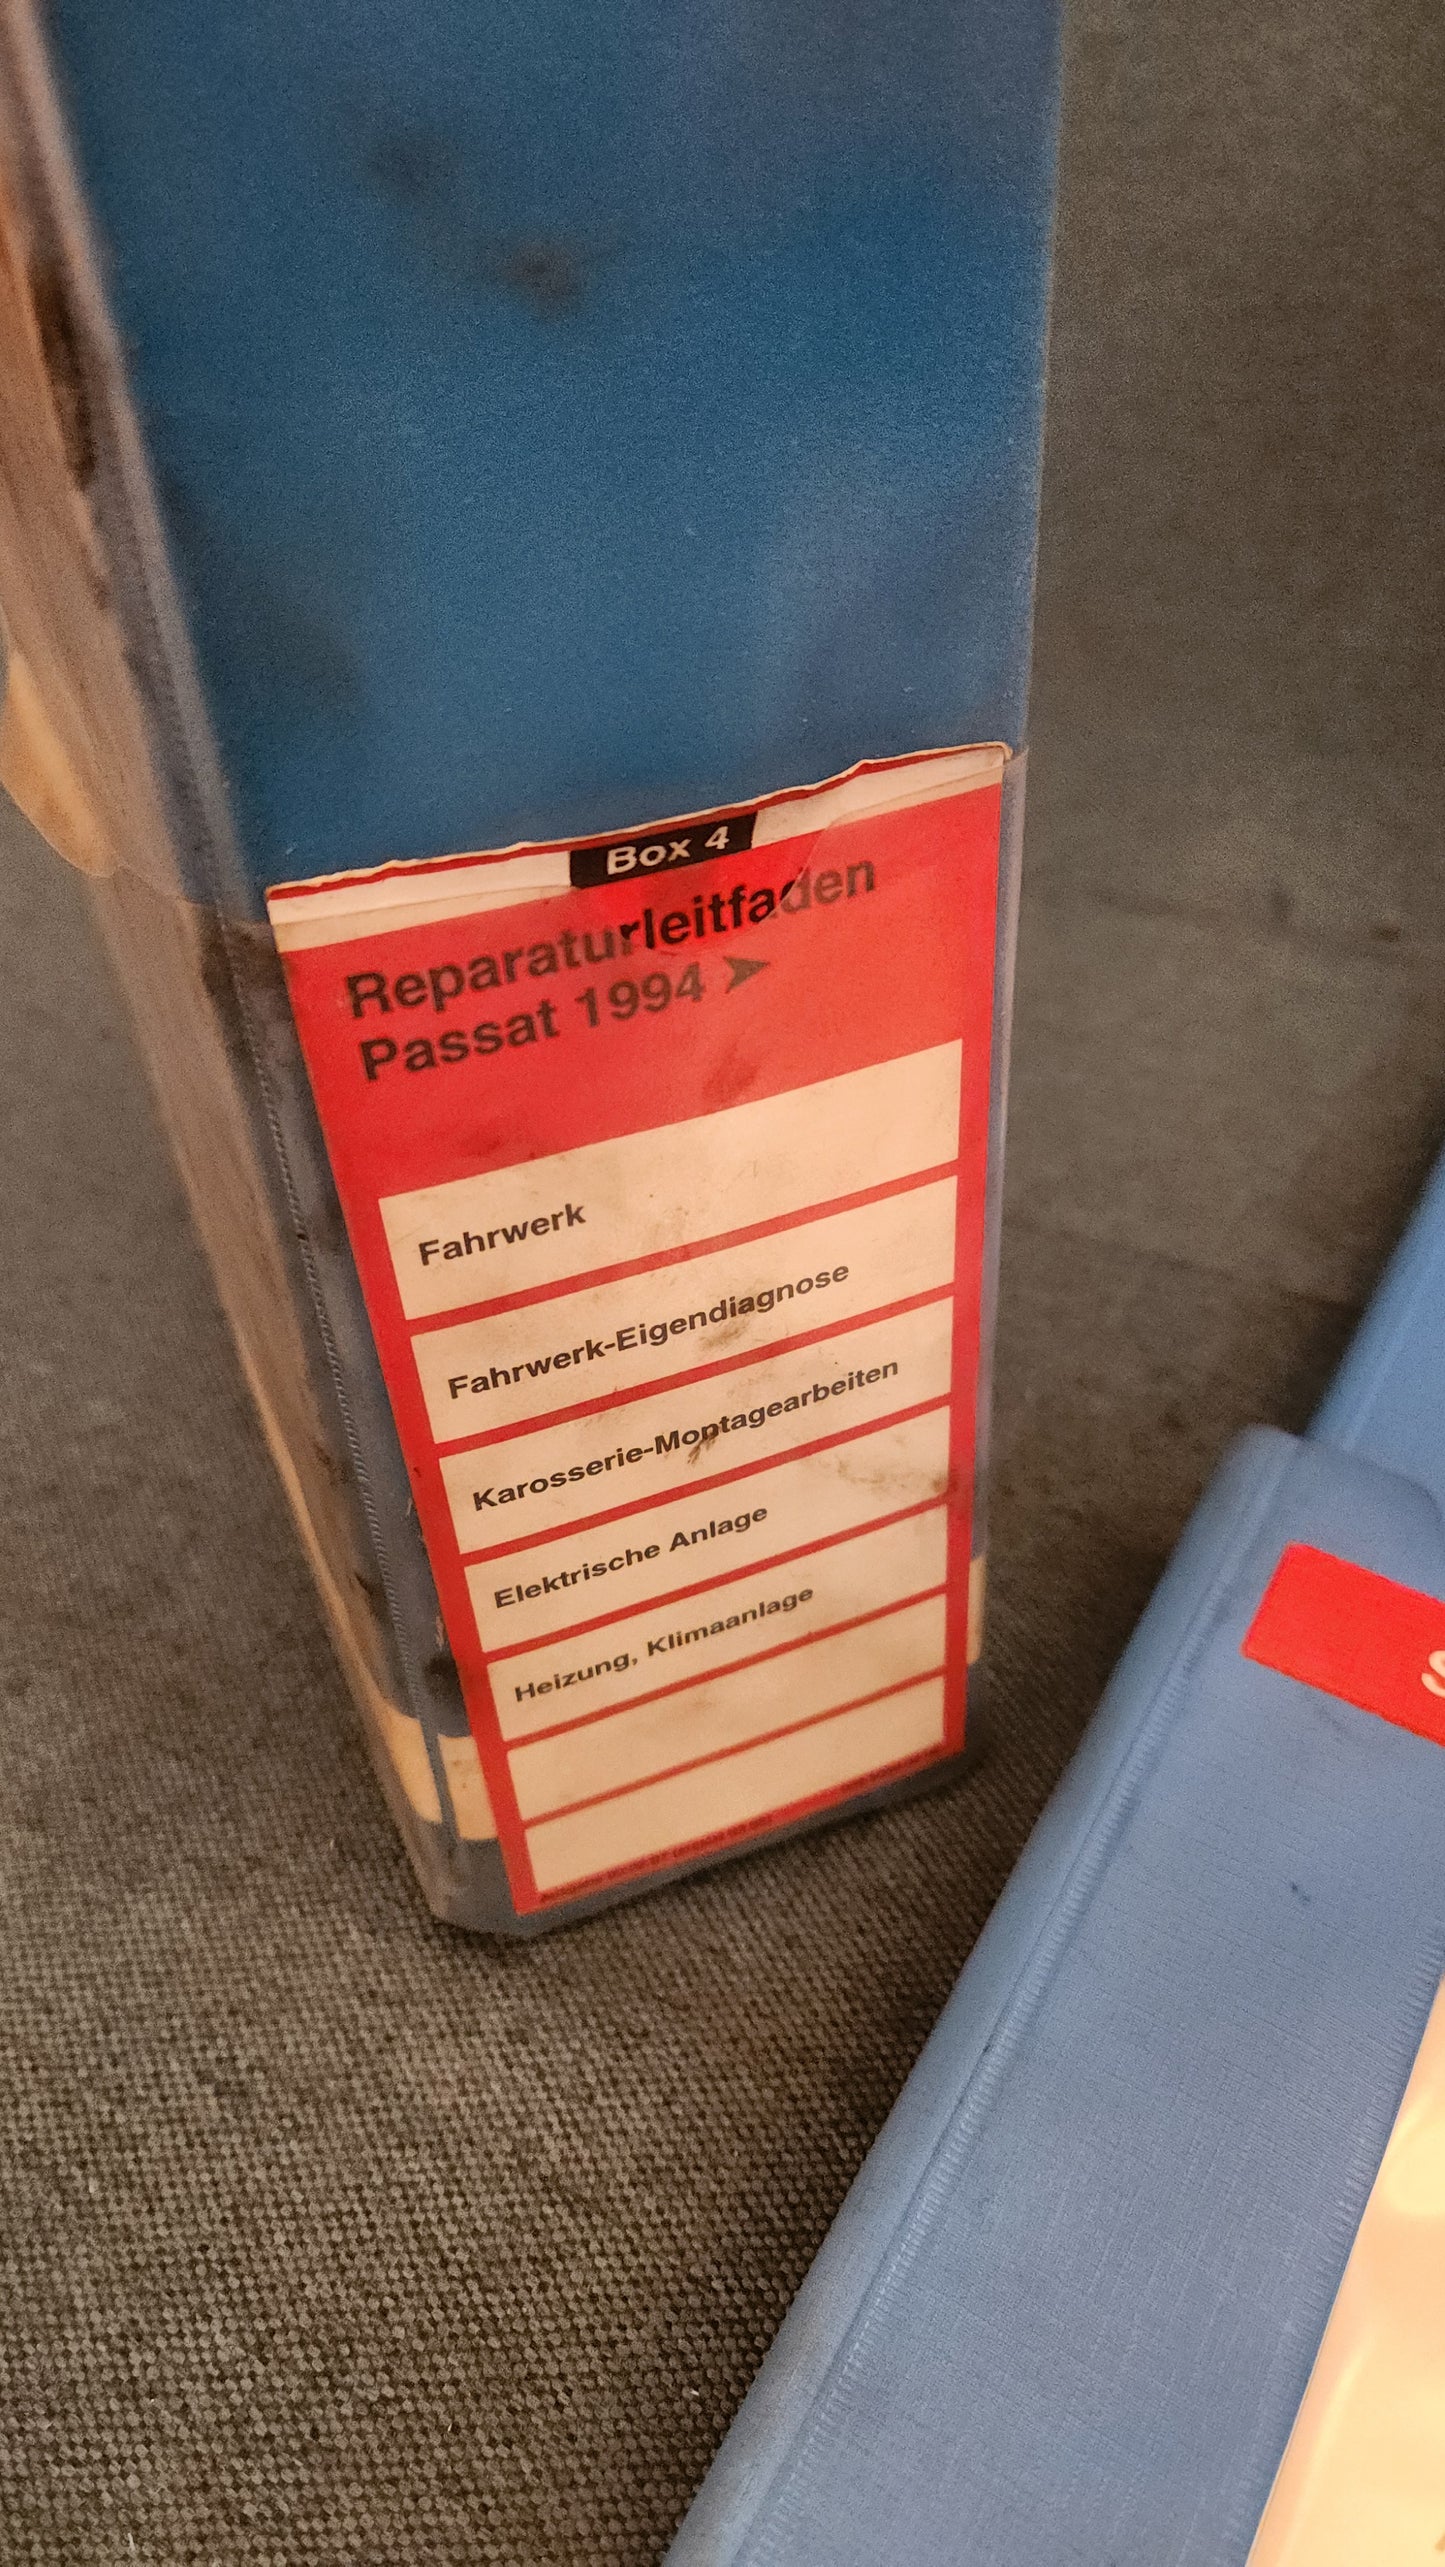 Box 4
Reparaturleitfaden
Passat 1994 ➤
Fahrwerk
Fahrwerk-Eigendiagnose
Karosserie-Montagearbeiten
Elektrische Anlage
Heizung, Klimaanlage